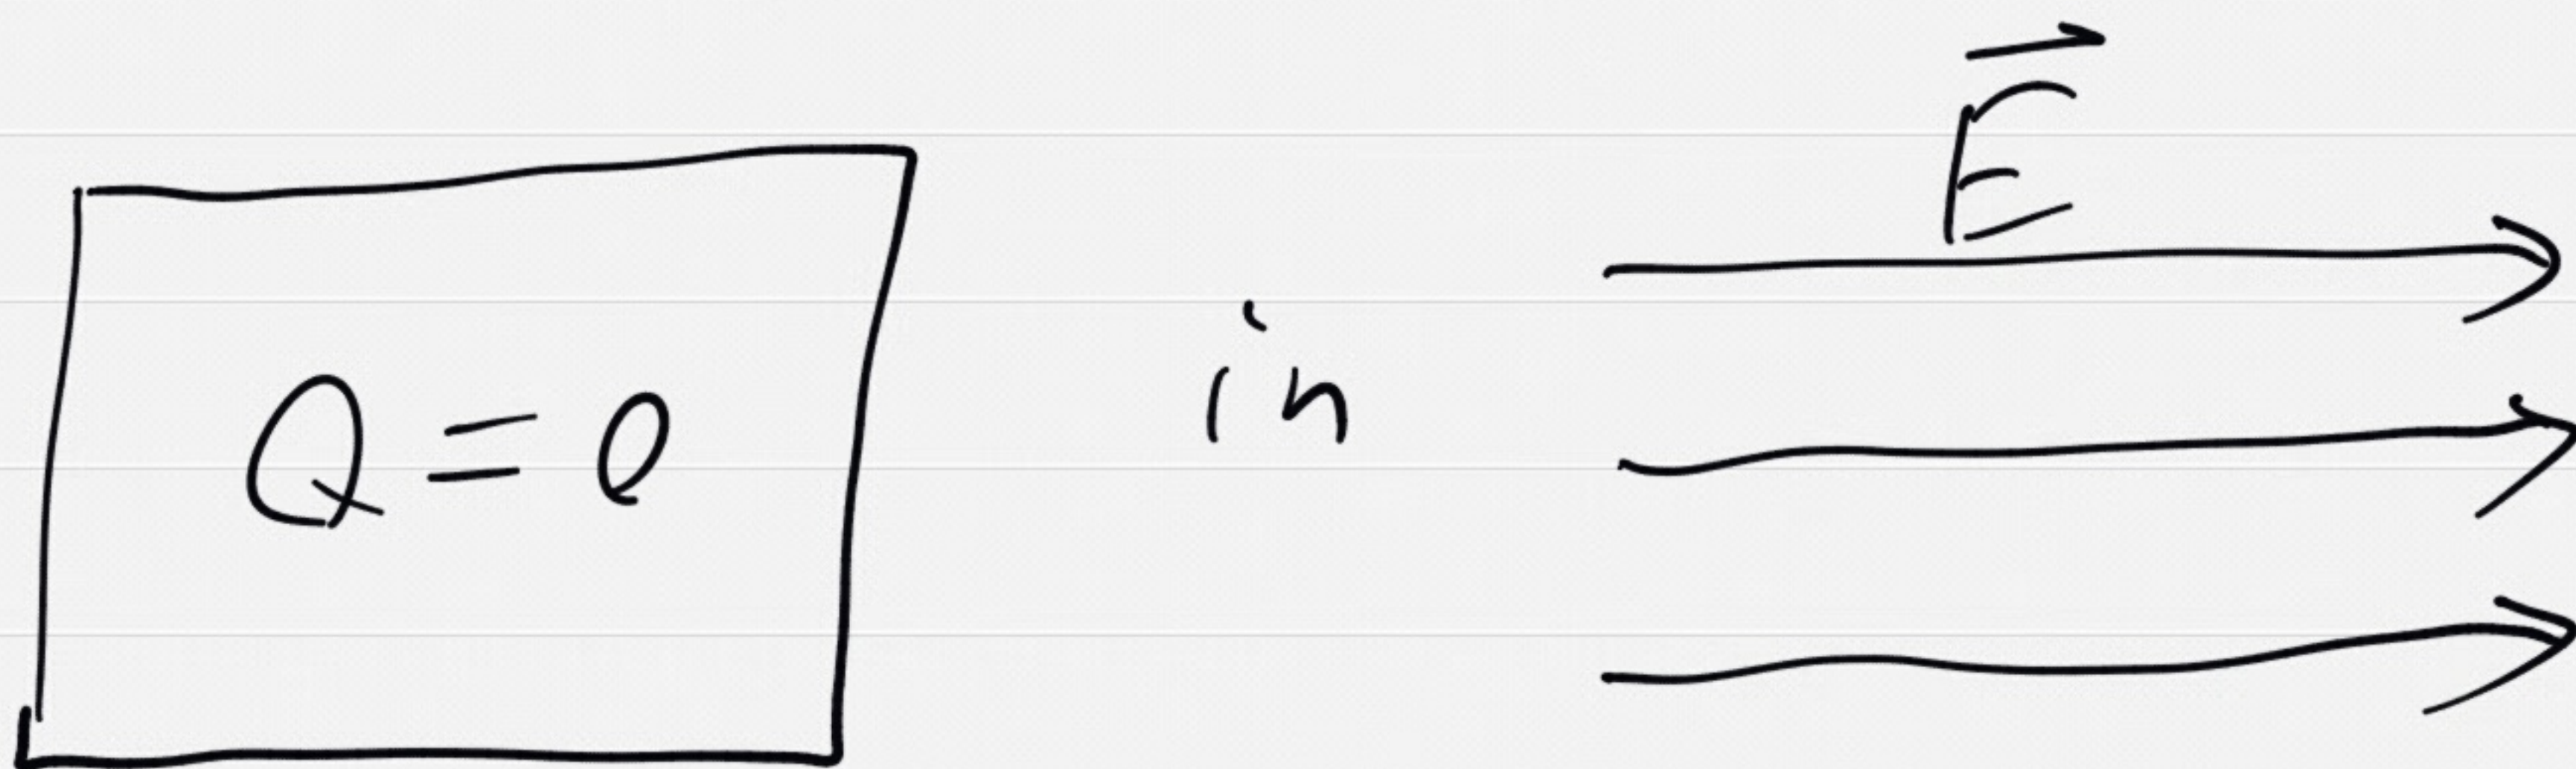 E⃗
Q = 0 in